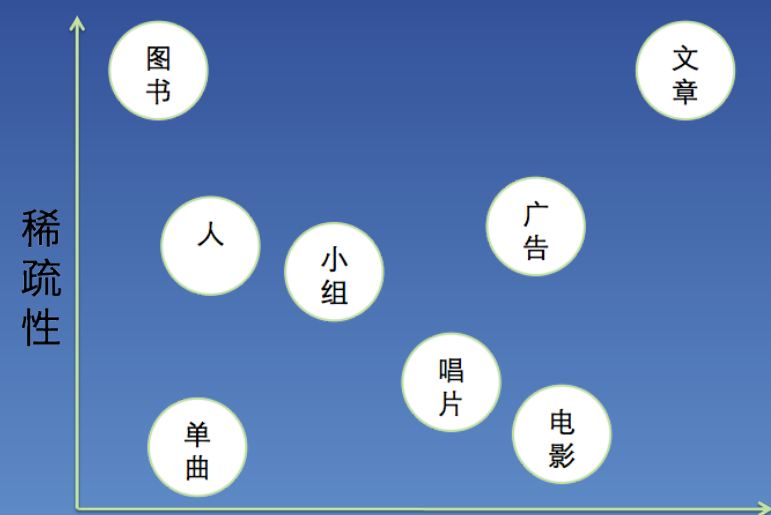 图
书
文
章
稀
疏
性
人
小
组
广
告
唱
片
单
曲
电
影